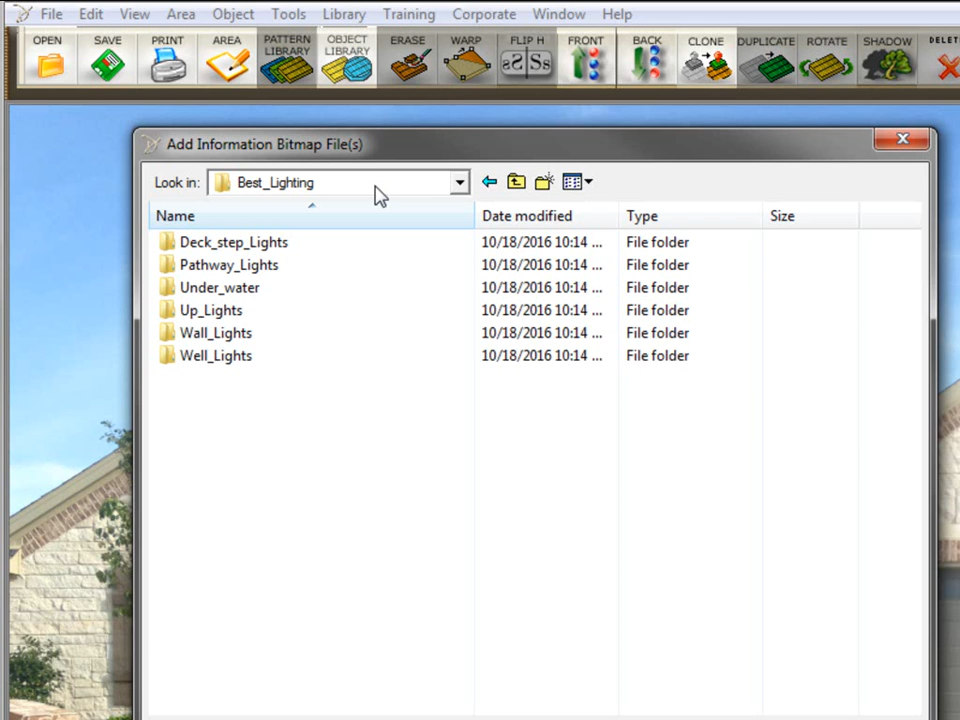 File Edit View Area Object Tools Library Training Corporate Window Help
OPEN SAVE PRINT AREA PATTERN LIBRARY OBJECT LIBRARY ERASE WARP FLIP H FRONT BACK CLONE DUPLICATE ROTATE SHADOW DELET
Add Information Bitmap File(s)
Look in: Best_Lighting
Name Date modified Type Size
Deck_step_Lights 10/18/2016 10:14 ... File folder
Pathway_Lights 10/18/2016 10:14 ... File folder
Under_water 10/18/2016 10:14 ... File folder
Up_Lights 10/18/2016 10:14 ... File folder
Wall_Lights 10/18/2016 10:14 ... File folder
Well_Lights 10/18/2016 10:14 ... File folder